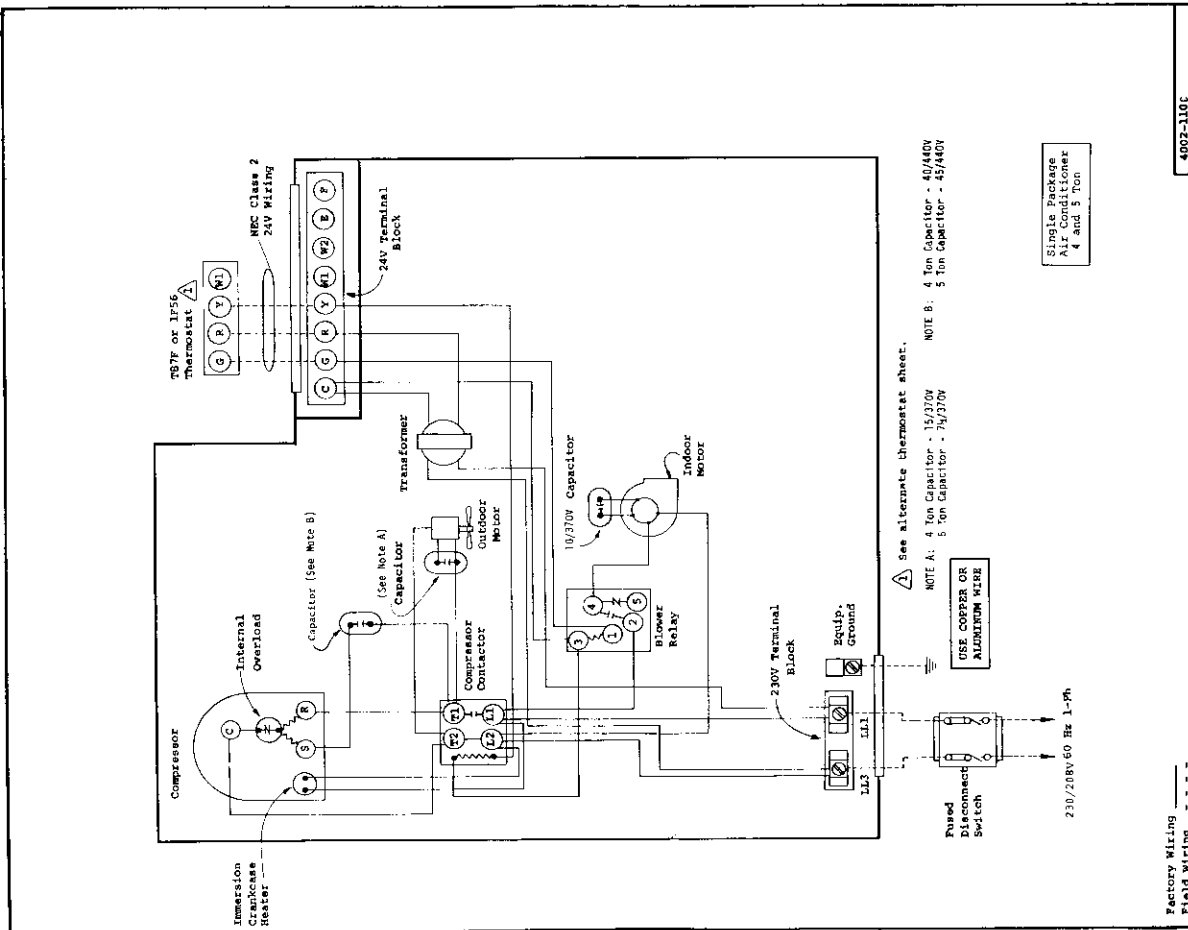 Compressor
Immersion
Crankcase
Heater
Internal
Overload
C
S
R
Capacitor (See Note B)
(See Note A)
Capacitor
Outdoor
Motor
Compressor
Contactor
T2
T1
L2
L1
Transformer
T87F or 1F56
Thermostat 1
G
R
Y
W1
NEC Class 2
24V Wiring
C
G
R
Y
W1
W2
E
F
24V Terminal
Block
10/370V Capacitor
Indoor
Motor
3
1
4
2
5
Blower
Relay
230V Terminal
Block
LL3
LL1
Equip.
Ground
Fused
Disconnect
Switch
230/208V 60 Hz 1-Ph
USE COPPER OR
ALUMINUM WIRE
1 See alternate thermostat sheet.
NOTE A: 4 Ton Capacitor - 15/370V
5 Ton Capacitor - 7½/370V
NOTE B: 4 Ton Capacitor - 40/440V
5 Ton Capacitor - 45/440V
Single Package
Air Conditioner
4 and 5 Ton
Factory Wiring
Field Wiring
4002-110C